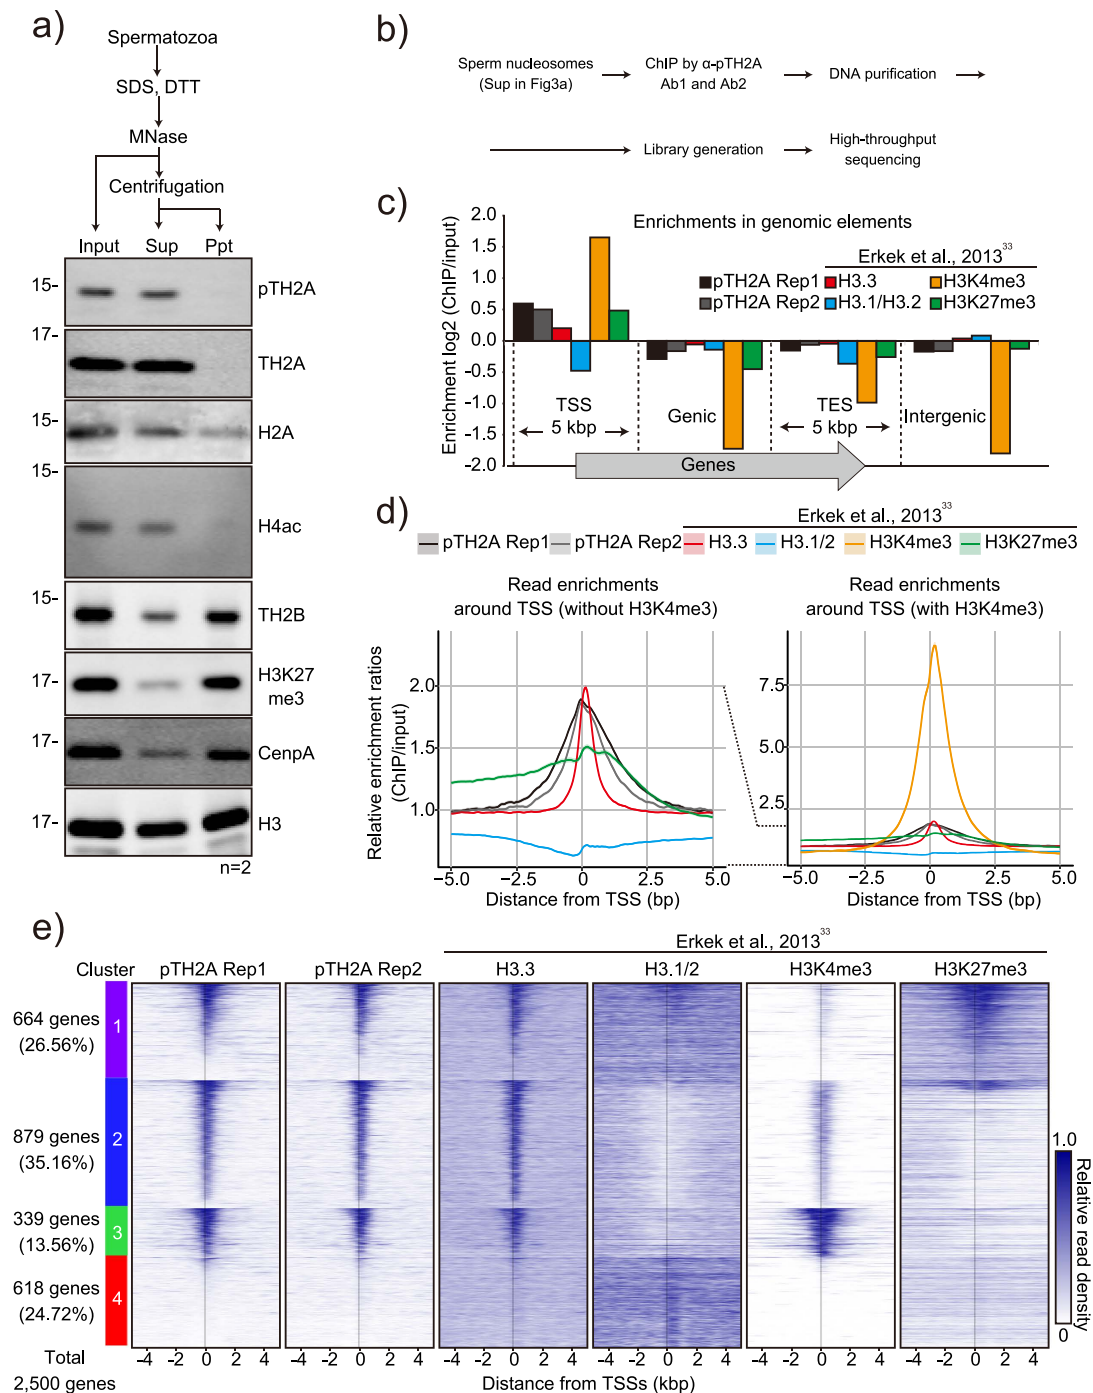 a)
Spermatozoa
SDS, DTT
MNase
Centrifugation
Input Sup Ppt
15- pTH2A
17- TH2A
15- H2A
15- H4ac
15- TH2B
17- H3K27
me3
17- CenpA
17- H3
n=2
b)
Sperm nucleosomes
(Sup in Fig3a)
ChIP by α-pTH2A
Ab1 and Ab2
DNA purification
Library generation
High-throughput
sequencing
c)
Enrichments in genomic elements
Erkek et al., 2013³³
pTH2A Rep1 H3.3 H3K4me3
pTH2A Rep2 H3.1/H3.2 H3K27me3
Enrichment log2 (ChIP/input)
2.0
1.5
1.0
0.5
0.0
−0.5
−1.0
−1.5
−2.0
TSS
5 kbp
Genic
TES
5 kbp
Intergenic
Genes
d)
Erkek et al., 2013³³
pTH2A Rep1 pTH2A Rep2 H3.3 H3.1/2 H3K4me3 H3K27me3
Read enrichments
around TSS (without H3K4me3)
Relative enrichment ratios
(ChIP/input)
2.0
1.5
1.0
−5.0 −2.5 0 2.5 5.0
Distance from TSS (bp)
Read enrichments
around TSS (with H3K4me3)
7.5
5.0
2.5
−5.0 −2.5 0 2.5 5.0
Distance from TSS (bp)
e)
Erkek et al., 2013³³
Cluster pTH2A Rep1 pTH2A Rep2 H3.3 H3.1/2 H3K4me3 H3K27me3
664 genes
(26.56%)
1
879 genes
(35.16%)
2
339 genes
(13.56%)
3
618 genes
(24.72%)
4
Total
2,500 genes
-4 -2 0 2 4 -4 -2 0 2 4 -4 -2 0 2 4 -4 -2 0 2 4 -4 -2 0 2 4 -4 -2 0 2 4
Distance from TSSs (kbp)
1.0
0
Relative read density